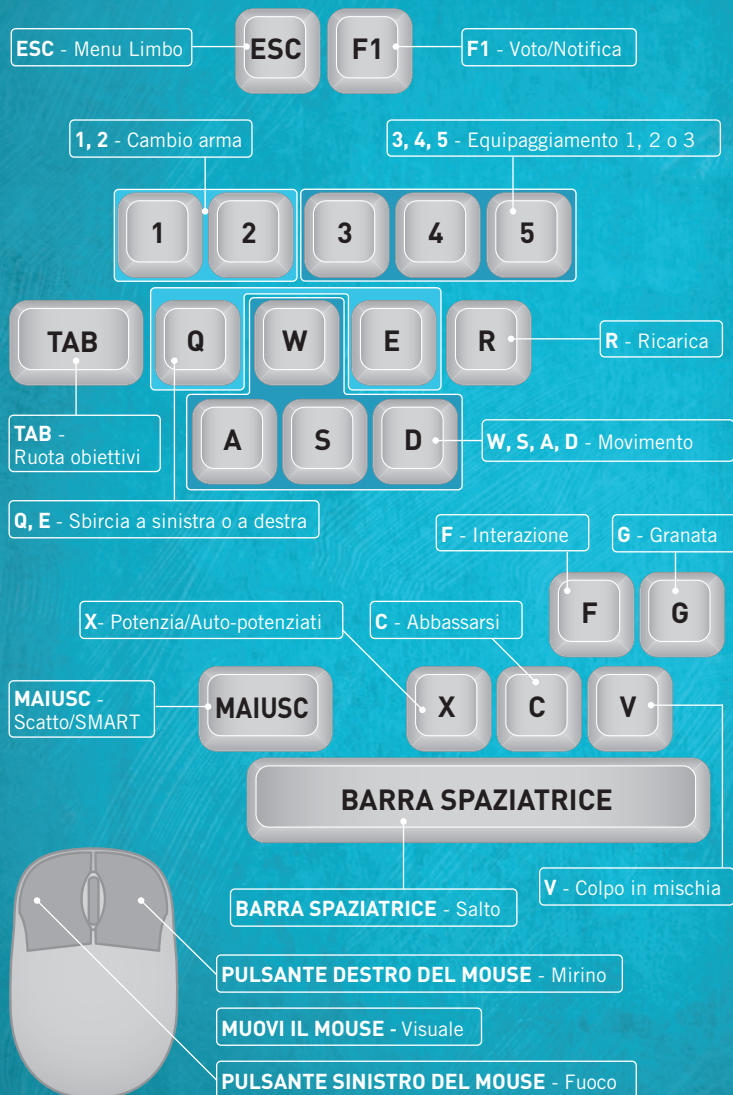 ESC - Menu Limbo
ESC
F1
F1 - Voto/Notifica
1, 2 - Cambio arma
3, 4, 5 - Equipaggiamento 1, 2 o 3
1
2
3
4
5
TAB
Q
W
E
R
R - Ricarica
TAB -
Ruota obiettivi
A
S
D
W, S, A, D - Movimento
Q, E - Sbircia a sinistra o a destra
F - Interazione
G - Granata
F
G
X- Potenzia/Auto-potenziati
C - Abbassarsi
MAIUSC -
Scatto/SMART
MAIUSC
X
C
V
BARRA SPAZIATRICE
V - Colpo in mischia
BARRA SPAZIATRICE - Salto
PULSANTE DESTRO DEL MOUSE - Mirino
MUOVI IL MOUSE - Visuale
PULSANTE SINISTRO DEL MOUSE - Fuoco